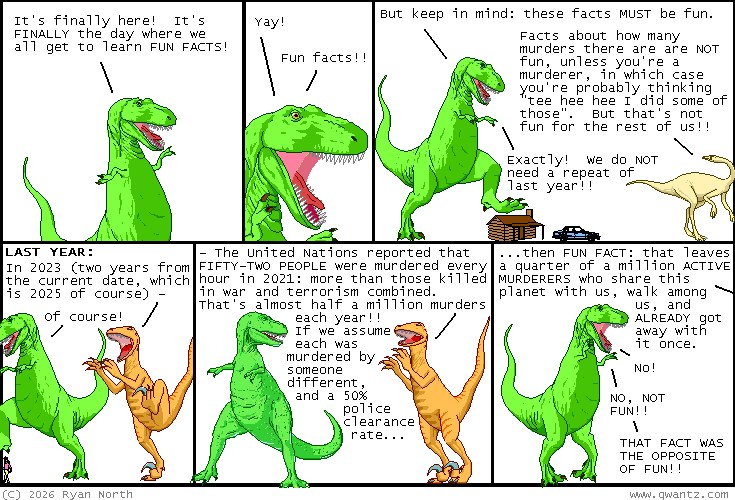 It's finally here! It's
FINALLY the day where we
all get to learn FUN FACTS!
Yay!
Fun facts!!
But keep in mind: these facts MUST be fun.
Facts about how many
murders there are are NOT
fun, unless you're a
murderer, in which case
you're probably thinking
"tee hee hee I did some of
those". But that's not
fun for the rest of us!!
Exactly! We do NOT
need a repeat of
last year!!
LAST YEAR:
In 2023 (two years from
the current date, which
is 2025 of course) –
Of course!
– The United Nations reported that
FIFTY-TWO PEOPLE were murdered every
hour in 2021: more than those killed
in war and terrorism combined.
That's almost half a million murders
each year!!
If we assume
each was
murdered by
someone
different,
and a 50%
police
clearance
rate...
...then FUN FACT: that leaves
a quarter of a million ACTIVE
MURDERERS who share this
planet with us, walk among
us, and
ALREADY got
away with
it once.
No!
NO, NOT
FUN!!
THAT FACT WAS
THE OPPOSITE
OF FUN!!
(C) 2026 Ryan North
www.qwantz.com